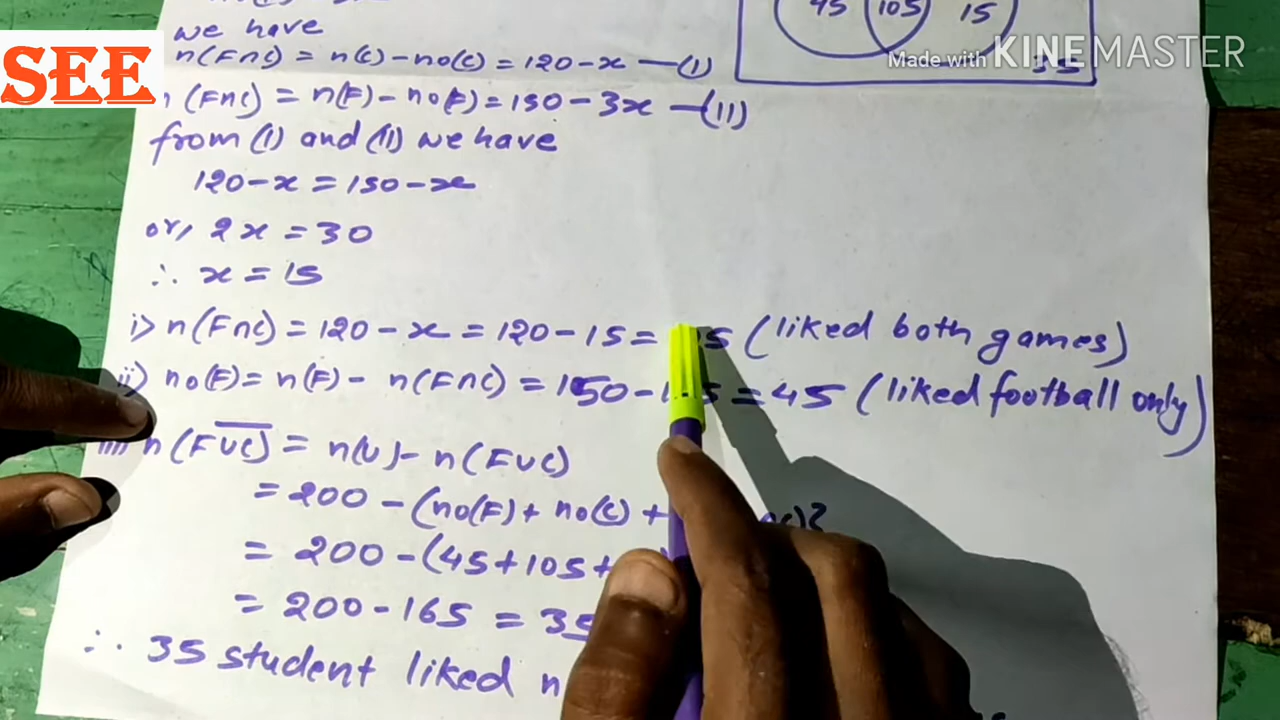 we have
n(F∩C) = n(C) - no(C) = 120 - x —(I)
n(F∩C) = n(F) - no(F) = 150 - 3x —(II)
from (I) and (II) we have
120 - x = 150 - x
or, 2x = 30
∴ x = 15
i) n(F∩C) = 120 - x = 120 - 15 = (liked both games)
ii) no(F) = n(F) - n(F∩C) = 150 - = 45 (liked football only)
n(F∪C) = n(U) - n(F∪C)
= 200 - (no(F) + no(C) +
= 200 - (45 + 105 +
= 200 - 165 = 35
∴ 35 student liked
45 105 15
35
SEE
Made with KINEMASTER